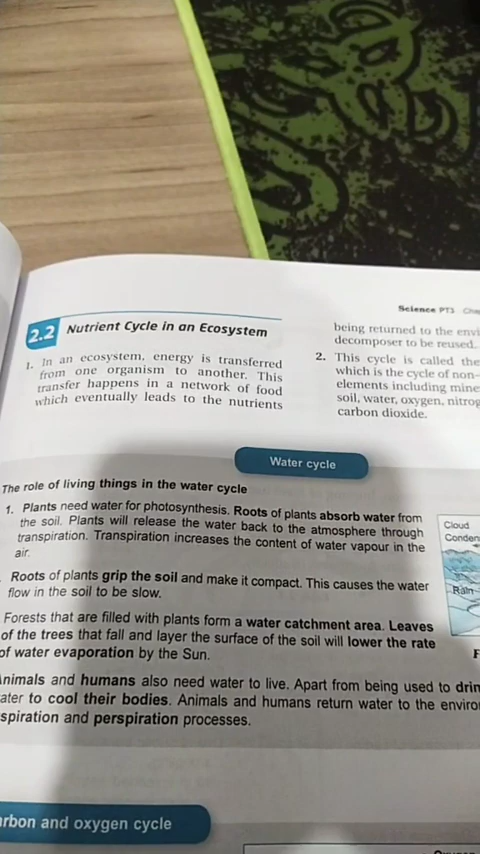 Science PT3
2.2 Nutrient Cycle in an Ecosystem
1. In an ecosystem, energy is transferred
from one organism to another. This
transfer happens in a network of food
which eventually leads to the nutrients
being returned to the
decomposer to be reused.
2. This cycle is called the
which is the cycle of non-
elements including
soil, water, oxygen,
carbon dioxide.
Water cycle
The role of living things in the water cycle
1. Plants need water for photosynthesis. Roots of plants absorb water from
the soil. Plants will release the water back to the atmosphere through
transpiration. Transpiration increases the content of water vapour in the
air.
Roots of plants grip the soil and make it compact. This causes the water
flow in the soil to be slow.
Forests that are filled with plants form a water catchment area. Leaves
of the trees that fall and layer the surface of the soil will lower the rate
of water evaporation by the Sun.
Animals and humans also need water to live. Apart from being used to
to cool their bodies. Animals and humans return water to the
and perspiration processes.
Cloud
Rain
and oxygen cycle